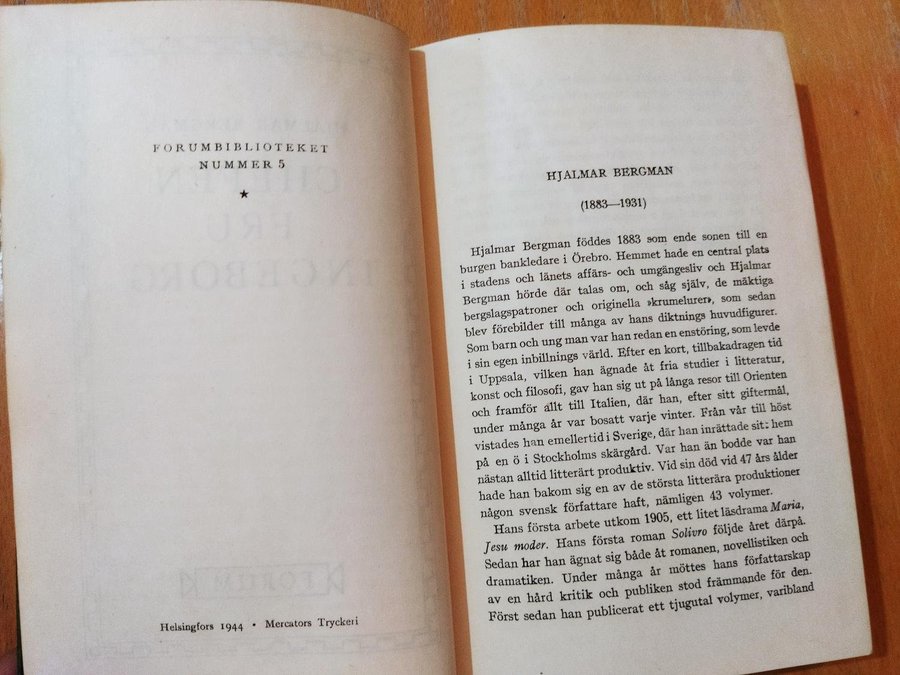 FORUMBIBLIOTEKET
NUMMER 5
★
Helsingfors 1944 • Mercators Tryckeri
HJALMAR BERGMAN
(1883—1931)
Hjalmar Bergman föddes 1883 som ende sonen till en
burgen bankledare i Örebro. Hemmet hade en central plats
i stadens och länets affärs- och umgängesliv och Hjalmar
Bergman hörde där talas om, och såg själv, de mäktiga
bergslagspatroner och originella »krumelurer», som sedan
blev förebilder till många av hans diktnings huvudfigurer.
Som barn och ung man var han redan en enstöring, som levde
i sin egen inbillnings värld. Efter en kort, tillbakadragen tid
i Uppsala, vilken han ägnade åt fria studier i litteratur,
konst och filosofi, gav han sig ut på långa resor till Orienten
och framför allt till Italien, där han, efter sitt giftermål,
under många år var bosatt varje vinter. Från vår till höst
vistades han emellertid i Sverige, där han inrättade sitt hem
på en ö i Stockholms skärgård. Var han än bodde var han
nästan alltid litterärt produktiv. Vid sin död vid 47 års ålder
hade han bakom sig en av de största litterära produktioner
någon svensk författare haft, nämligen 43 volymer.
Hans första arbete utkom 1905, ett litet läsdrama Maria,
Jesu moder. Hans första roman Solivro följde året därpå.
Sedan har han ägnat sig både åt romanen, novellistiken och
dramatiken. Under många år möttes hans författarskap
av en hård kritik och publiken stod främmande för den.
Först sedan han publicerat ett tjugutal volymer, varibland